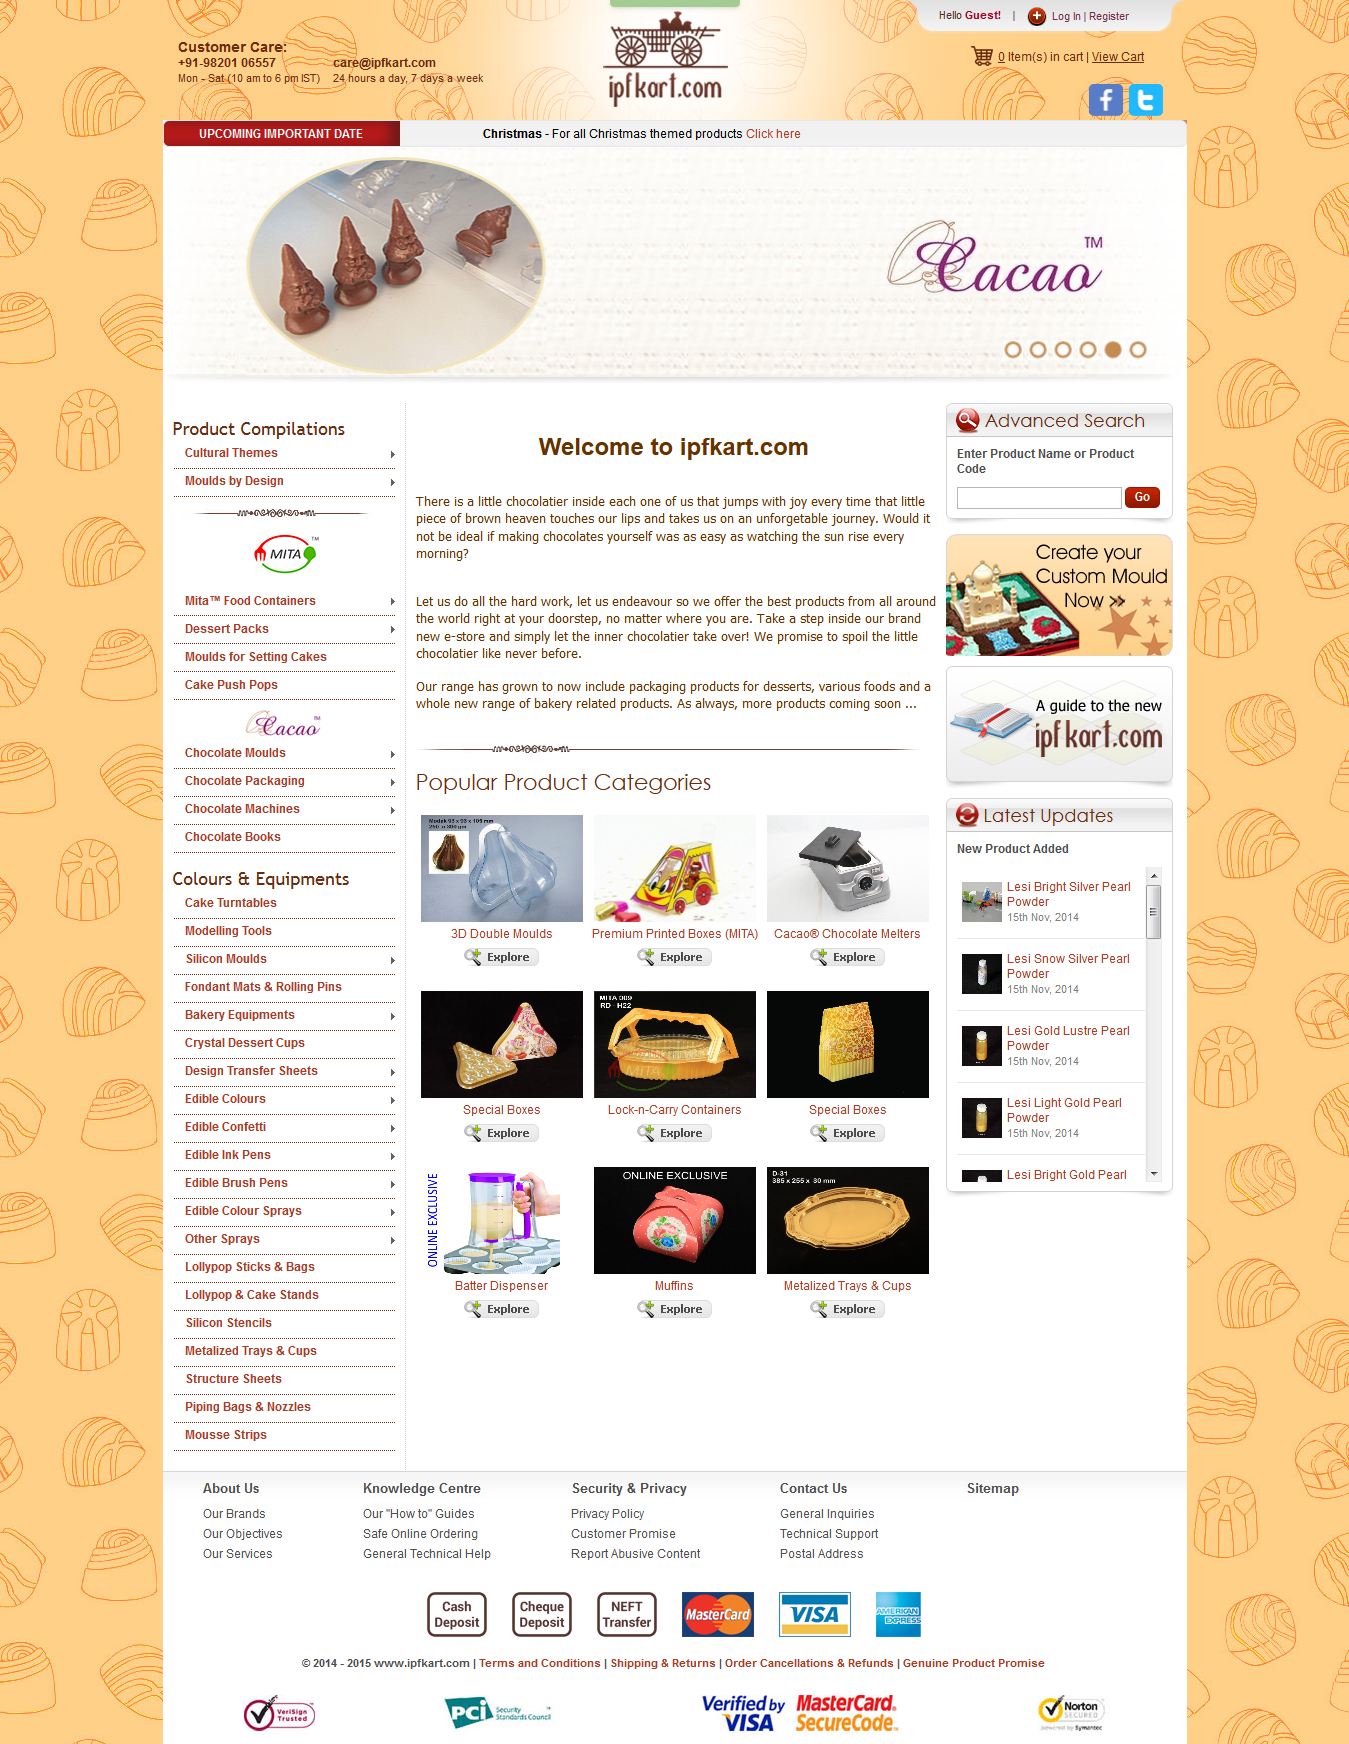 Hello Guest! | Log In | Register
Customer Care:
+91-98201 06557
care@ipfkart.com
Mon - Sat (10 am to 6 pm IST)
24 hours a day, 7 days a week
ipfkart.com
0 Item(s) in cart | View Cart
UPCOMING IMPORTANT DATE
Christmas - For all Christmas themed products Click here
Cacao TM
Product Compilations
Cultural Themes
Moulds by Design
MITA TM
Mita™ Food Containers
Dessert Packs
Moulds for Setting Cakes
Cake Push Pops
Cacao TM
Chocolate Moulds
Chocolate Packaging
Chocolate Machines
Chocolate Books
Colours & Equipments
Cake Turntables
Modelling Tools
Silicon Moulds
Fondant Mats & Rolling Pins
Bakery Equipments
Crystal Dessert Cups
Design Transfer Sheets
Edible Colours
Edible Confetti
Edible Ink Pens
Edible Brush Pens
Edible Colour Sprays
Other Sprays
Lollypop Sticks & Bags
Lollypop & Cake Stands
Silicon Stencils
Metalized Trays & Cups
Structure Sheets
Piping Bags & Nozzles
Mousse Strips
Welcome to ipfkart.com
There is a little chocolatier inside each one of us that jumps with joy every time that little
piece of brown heaven touches our lips and takes us on an unforgetable journey. Would it
not be ideal if making chocolates yourself was as easy as watching the sun rise every
morning?
Let us do all the hard work, let us endeavour so we offer the best products from all around
the world right at your doorstep, no matter where you are. Take a step inside our brand
new e-store and simply let the inner chocolatier take over! We promise to spoil the little
chocolatier like never before.
Our range has grown to now include packaging products for desserts, various foods and a
whole new range of bakery related products. As always, more products coming soon ...
Popular Product Categories
Modak 93 x 93 x 105 mm
3D Double Moulds
Premium Printed Boxes (MITA)
Cacao® Chocolate Melters
Explore
Explore
Explore
MITA 009
RD - H22
MITA
Special Boxes
Lock-n-Carry Containers
Special Boxes
Explore
Explore
Explore
ONLINE EXCLUSIVE
ONLINE EXCLUSIVE
D-31
385 x 255 x 30 mm
Batter Dispenser
Muffins
Metalized Trays & Cups
Explore
Explore
Explore
Advanced Search
Enter Product Name or Product
Code
Go
Create your
Custom Mould
Now >>
A guide to the new
ipfkart.com
Latest Updates
New Product Added
Lesi Bright Silver Pearl
Powder
15th Nov, 2014
Lesi Snow Silver Pearl
Powder
15th Nov, 2014
Lesi Gold Lustre Pearl
Powder
15th Nov, 2014
Lesi Light Gold Pearl
Powder
15th Nov, 2014
Lesi Bright Gold Pearl
About Us
Our Brands
Our Objectives
Our Services
Knowledge Centre
Our "How to" Guides
Safe Online Ordering
General Technical Help
Security & Privacy
Privacy Policy
Customer Promise
Report Abusive Content
Contact Us
General Inquiries
Technical Support
Postal Address
Sitemap
Cash
Deposit
Cheque
Deposit
NEFT
Transfer
MasterCard
VISA
AMERICAN
EXPRESS
© 2014 - 2015 www.ipfkart.com | Terms and Conditions | Shipping & Returns | Order Cancellations & Refunds | Genuine Product Promise
VeriSign
Trusted
PCI Security
Standards Council
Verified by
VISA
MasterCard.
SecureCode.
Norton
SECURED
powered by Symantec